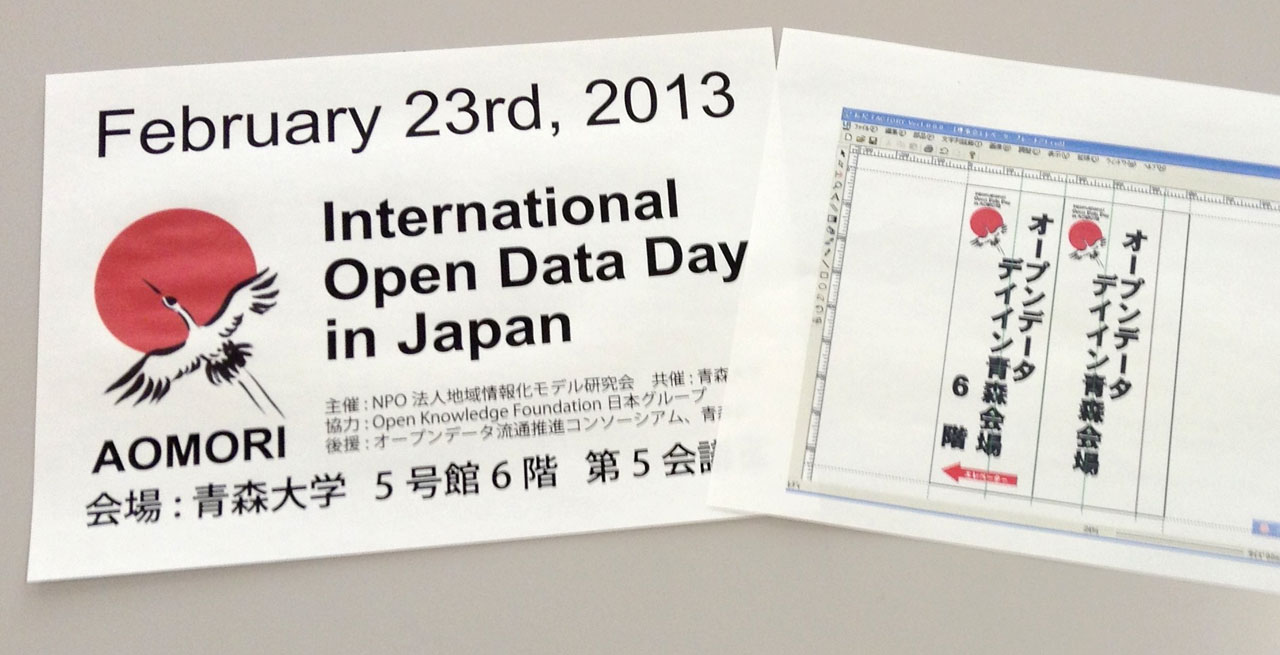 February 23rd, 2013
International
Open Data Day
in Japan
主催 : NPO 法人地域情報化モデル研究会 共催 : 青森
協力 : Open Knowledge Foundation 日本グループ
後援 : オープンデータ流通推進コンソーシアム、青
AOMORI
会場 : 青森大学 5 号館 6 階 第 5 会
オープンデータ
デイイン青森会場
オープンデータ
デイイン青森会場
6 階